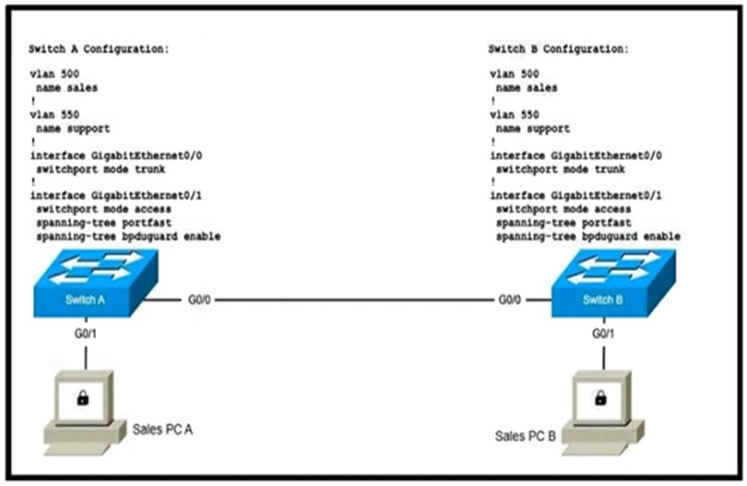 Switch A Configuration:
vlan 500
name sales
!
vlan 550
name support
!
interface GigabitEthernet0/0
switchport mode trunk
!
interface GigabitEthernet0/1
switchport mode access
spanning-tree portfast
spanning-tree bpduguard enable
Switch B Configuration:
vlan 500
name sales
!
vlan 550
name support
!
interface GigabitEthernet0/0
switchport mode trunk
!
interface GigabitEthernet0/1
switchport mode access
spanning-tree portfast
spanning-tree bpduguard enable
Switch A
G0/0
G0/0
Switch B
G0/1
G0/1
Sales PC A
Sales PC B